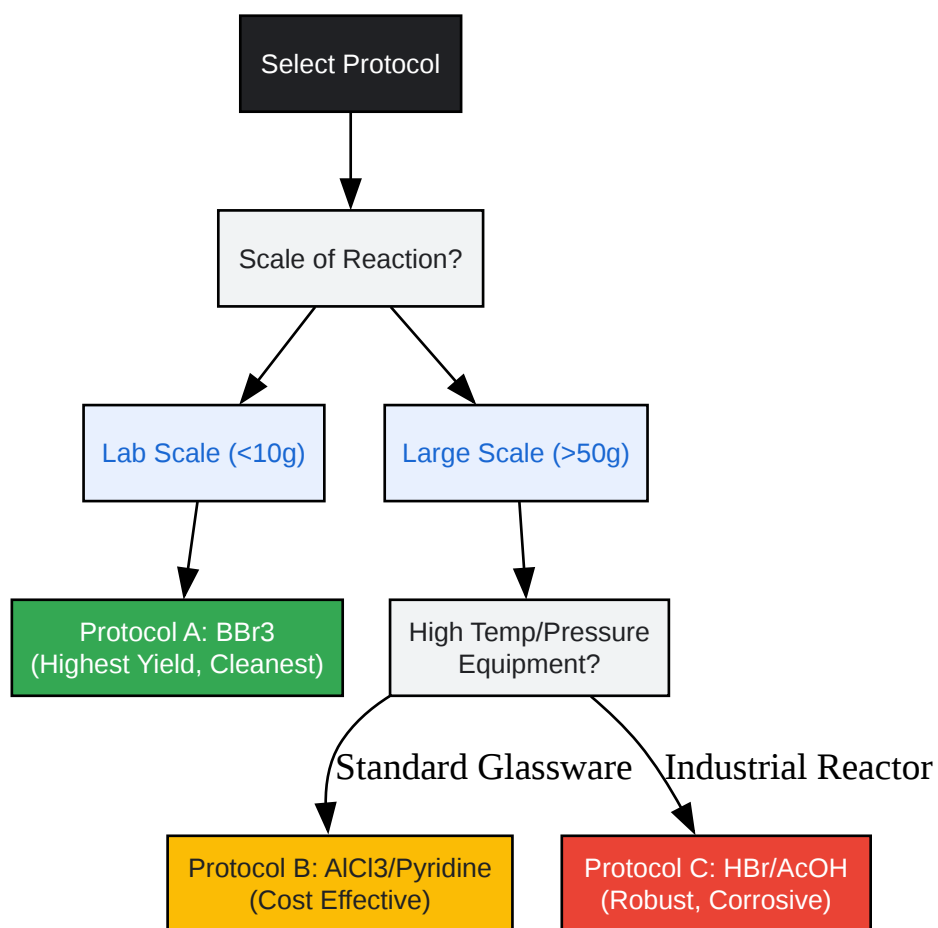 Select Protocol
Scale of Reaction?
Lab Scale (<10g)
Large Scale (>50g)
Protocol A: BBr3
(Highest Yield, Cleanest)
High Temp/Pressure
Equipment?
Standard Glassware
Industrial Reactor
Protocol B: AlCl3/Pyridine
(Cost Effective)
Protocol C: HBr/AcOH
(Robust, Corrosive)